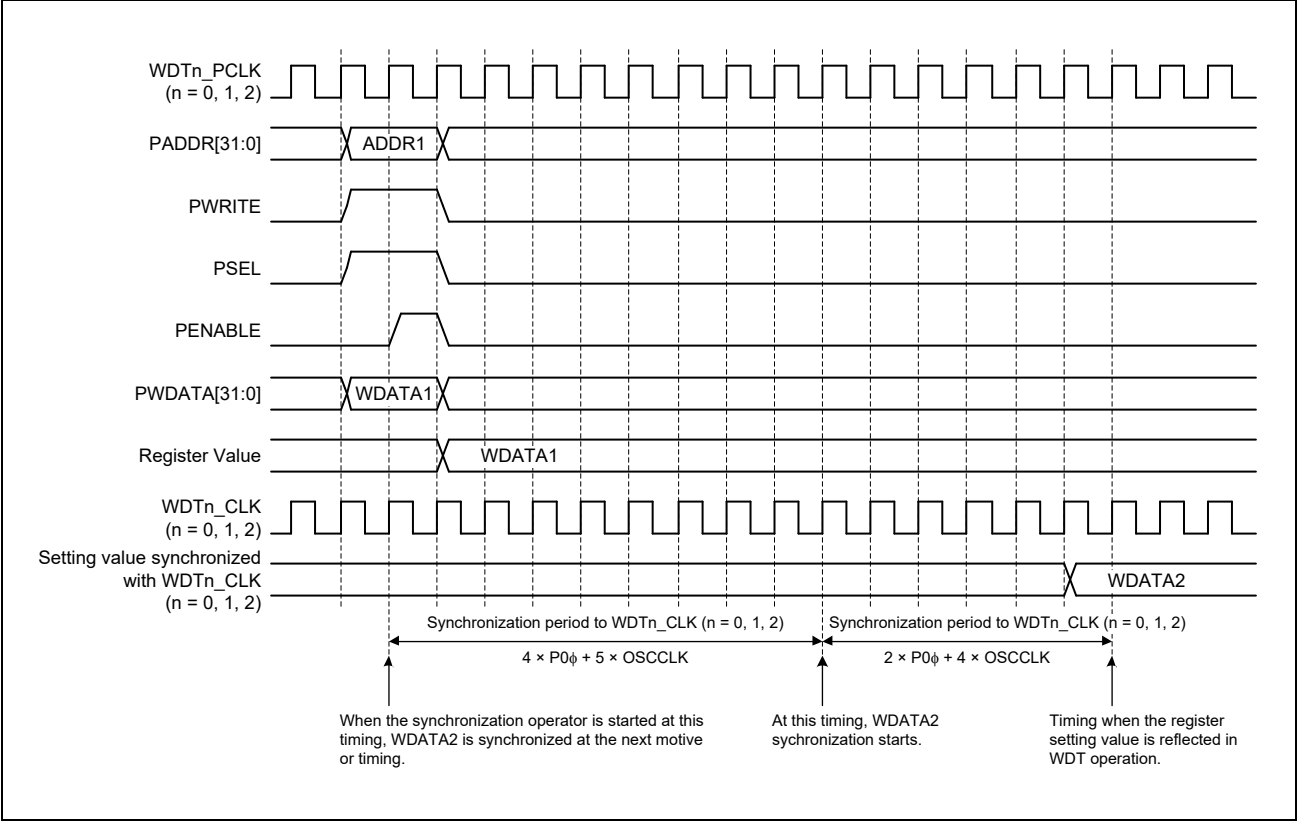 WDTn_PCLK
(n = 0, 1, 2)
PADDR[31:0]
ADDR1
PWRITE
PSEL
PENABLE
PWDATA[31:0]
WDATA1
Register Value
WDATA1
WDTn_CLK
(n = 0, 1, 2)
Setting value synchronized
with WDTn_CLK
(n = 0, 1, 2)
WDATA2
Synchronization period to WDTn_CLK (n = 0, 1, 2)
4 × P0ϕ + 5 × OSCCLK
Synchronization period to WDTn_CLK (n = 0, 1, 2)
2 × P0ϕ + 4 × OSCCLK
When the synchronization operator is started at this
timing, WDATA2 is synchronized at the next motive
or timing.
At this timing, WDATA2
sychronization starts.
Timing when the register
setting value is reflected in
WDT operation.